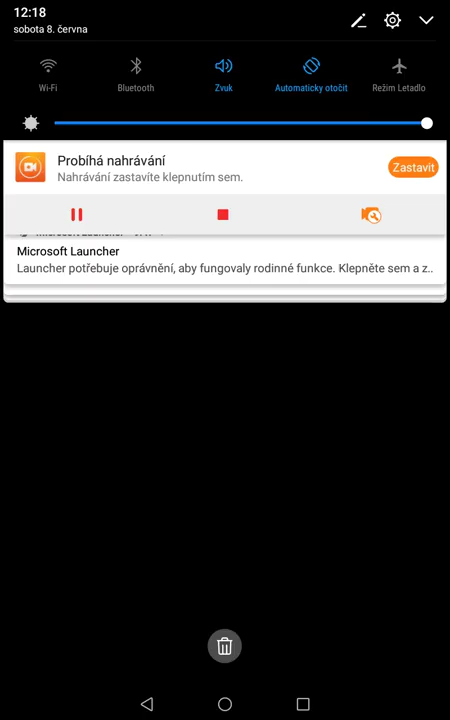 12:18
sobota 8. června
Wi-Fi
Bluetooth
Zvuk
Automaticky otočit
Režim Letadlo
Probíhá nahrávání
Nahrávání zastavíte klepnutím sem.
Zastavit
Microsoft Launcher
Launcher potřebuje oprávnění, aby fungovaly rodinné funkce. Klepněte sem a z..